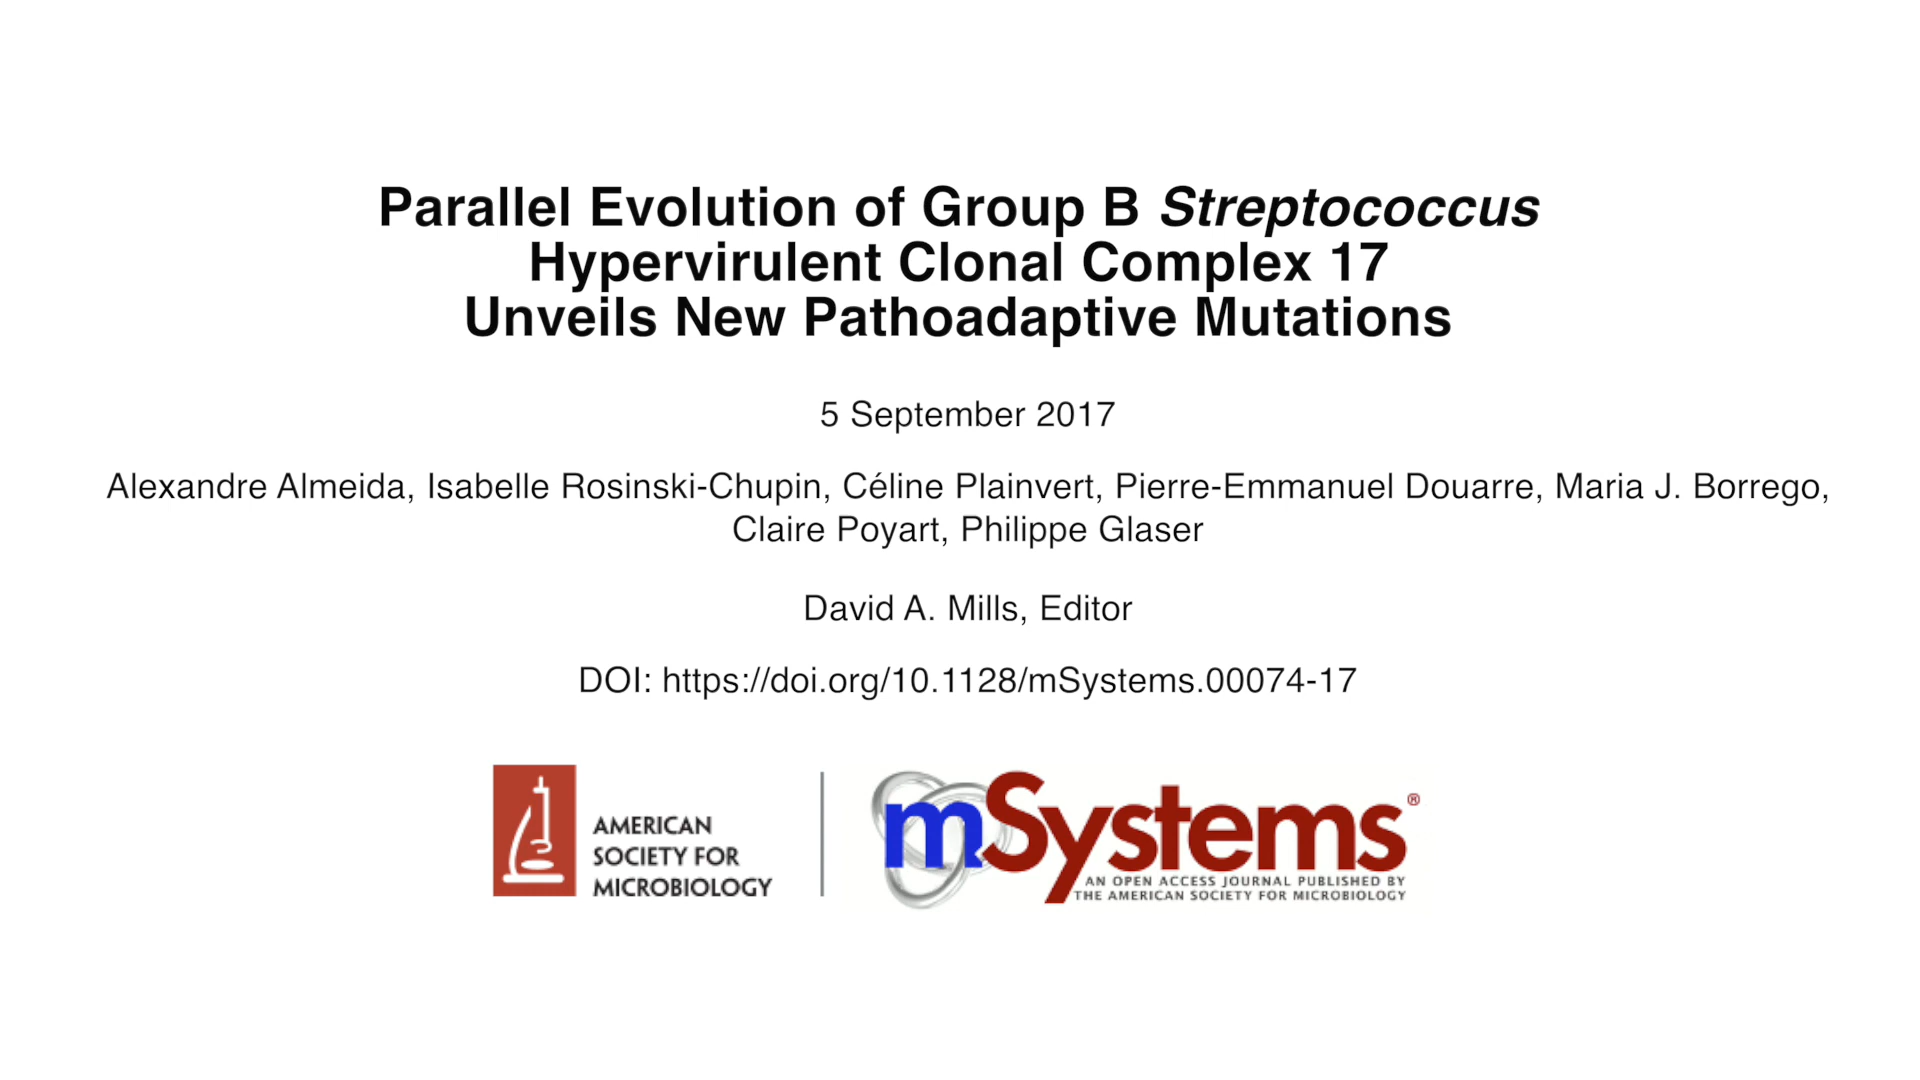 Parallel Evolution of Group B Streptococcus
Hypervirulent Clonal Complex 17
Unveils New Pathoadaptive Mutations
5 September 2017
Alexandre Almeida, Isabelle Rosinski-Chupin, Céline Plainvert, Pierre-Emmanuel Douarre, Maria J. Borrego,
Claire Poyart, Philippe Glaser
David A. Mills, Editor
DOI: https://doi.org/10.1128/mSystems.00074-17
AMERICAN
SOCIETY FOR
MICROBIOLOGY
mSystems®
AN OPEN ACCESS JOURNAL PUBLISHED BY
THE AMERICAN SOCIETY FOR MICROBIOLOGY